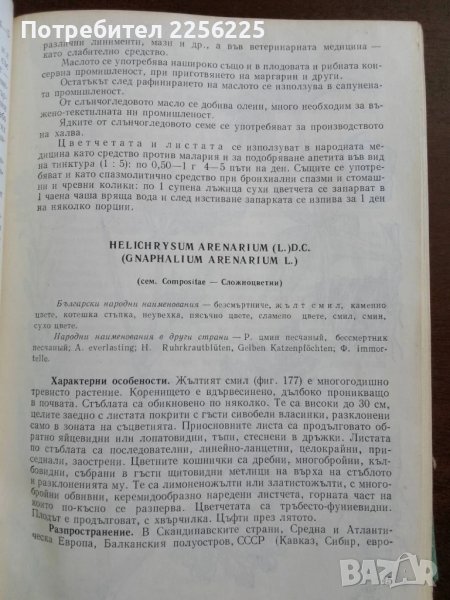 Потребител 2256225
различни линименти, мази и др., а във ветеринарната медицина —
като слабително средство.
Маслото се употребява нашироко също и в плодовата и рибната
консервна промишленост, при приготвянето на маргарин и други.
Остатъкът след рафинирането на маслото се използува в сапунена-
та промишленост.
От слънчогледовото масло се добива олеин, много необходим за въ-
жено-текстилната ни промишленост.
Ядките от слънчогледовото семе се употребяват за производството
на халва.
Цветчетата и листата се използуват в народната ме-
дицина като средство против малария и за подобряване апетита във вид
на тинктура (1 : 5): по 0,50—1 г 4—5 пъти на ден. Същите се употре-
бяват и като спазмолитично средство при бронхиални спазми и стомаш-
ни и чревни колики: по 1 супена лъжица сухи цветчета се запарват в
1 чаена чаша вряща вода и след изстиване запарката се изпива за 1 ден
на няколко порции.
HELICHRYSUM ARENARIUM (L.)D.C.
(GNAPHALIUM ARENARIUM L.)
(сем. Compositae — Сложноцветни)
Български народни наименования — безсмъртниче, жълт смил, каменно
цвете, котешка стъпка, неувехка, пясъчно цвете, сламено цвете, смил, смин,
сухо цвете.
Народни наименования в други страни — Р. цмин песчаный, бессмертник
песчаный; А. everlasting; Н. Ruhrkrautblüten, Gelben Katzenpföchten; Ф. immor-
telle.
Характерни особености. Жълтият смил (фиг. 177) е многогодишно
тревисто растение. Коренището е вдървесинено, дълбоко проникващо
в почвата. Стъблата са обикновено по няколко. Те са високи до 30 см,
целите заедно с листата покрити с гъсти сивобели власинки, разклонени
само в зоната на съцветията. Приосновните листа са продълговато об-
ратно яйцевидни или лопатовидни, тъпи, стеснени в дръжки. Листата
по стъблата са последователни, линейно-ланцетни, целокрайни, при-
седнали, заострени. Цветните кошнички са дребни, многобройни, къл-
бовидни, събрани в гъсти щитовидни метлици на върха на стъблото
и разклоненията му. Те са лимоненожълти или златистожълти, с много-
бройни обвивни, керемидообразно наредени листчета, горната част на
които по-късно се разперва. Цветчетата са тръбесто-фуниевидни.
Плодът е продълговат, с хвърчилка. Цъфти през лятото.
Разпространение. В Скандинавските страни, Средна и Атланти-
ческа Европа, Балканския полуостров, СССР (Кавказ, Сибир, евро-
bazar